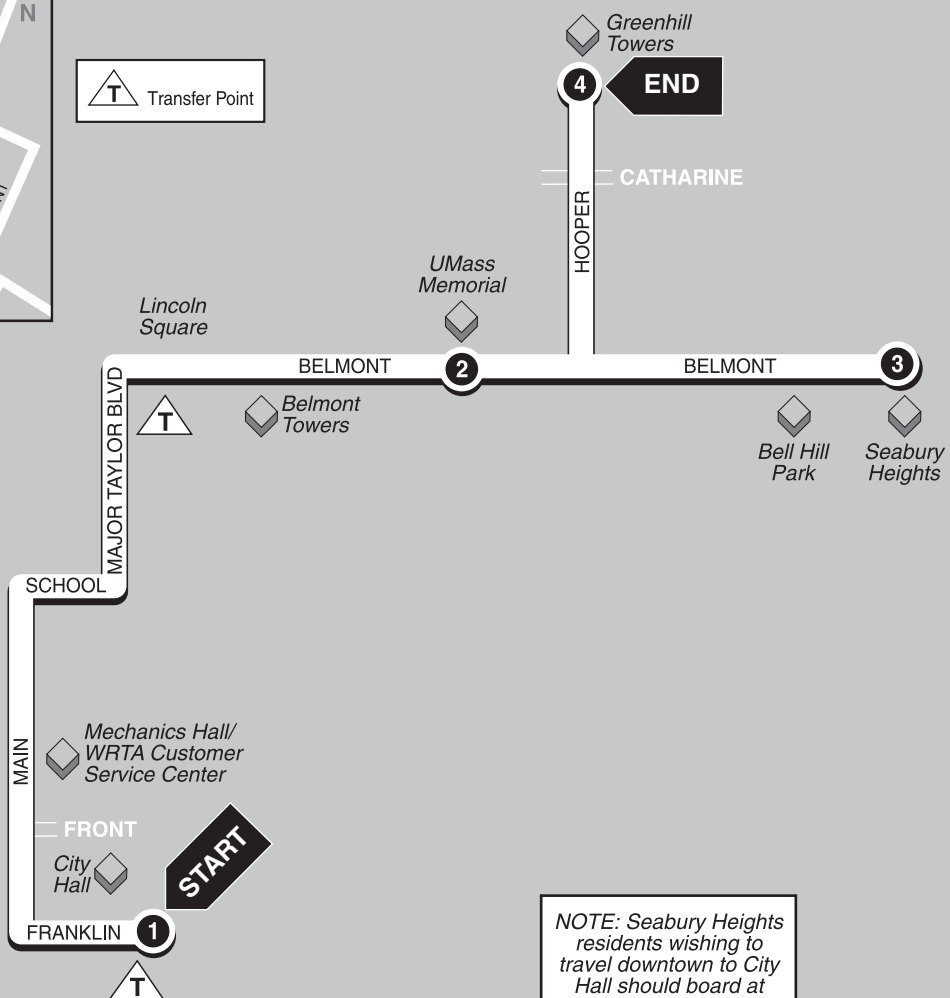 N
Greenhill
Towers
4
END
T Transfer Point
CATHARINE
HOOPER
UMass
Memorial
Lincoln
Square
BELMONT
2
BELMONT
3
MAJOR TAYLOR BLVD
T
Belmont
Towers
Bell Hill
Park
Seabury
Heights
SCHOOL
MAIN
Mechanics Hall/
WRTA Customer
Service Center
FRONT
START
City
Hall
FRANKLIN
1
T
NOTE: Seabury Heights
residents wishing to
travel downtown to City
Hall should board at